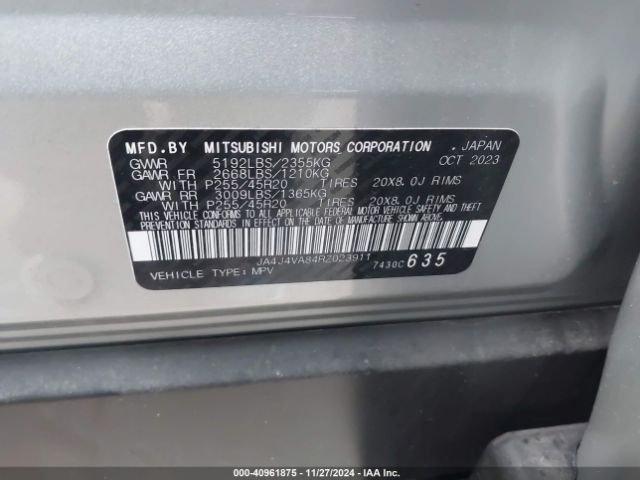 MFD.BY MITSUBISHI MOTORS CORPORATION . JAPAN
GVWR 5192LBS/2355KG OCT 2023
GAWR FR 2668LBS/1210KG
WITH P255/45R20 TIRES 20X8.0J RIMS
GAWR RR 3009LBS/1365KG
WITH P255/45R20 TIRES 20X8.0J RIMS
THIS VEHICLE CONFORMS TO ALL APPLICABLE FEDERAL MOTOR VEHICLE SAFETY AND THEFT
PREVENTION STANDARDS IN EFFECT ON THE DATE OF MANUFACTURE SHOWN ABOVE.
JA4J4VA84RZ023911
VEHICLE TYPE: MPV 7430C 635
00-40961875 - 11/27/2024 - IAAI.COM